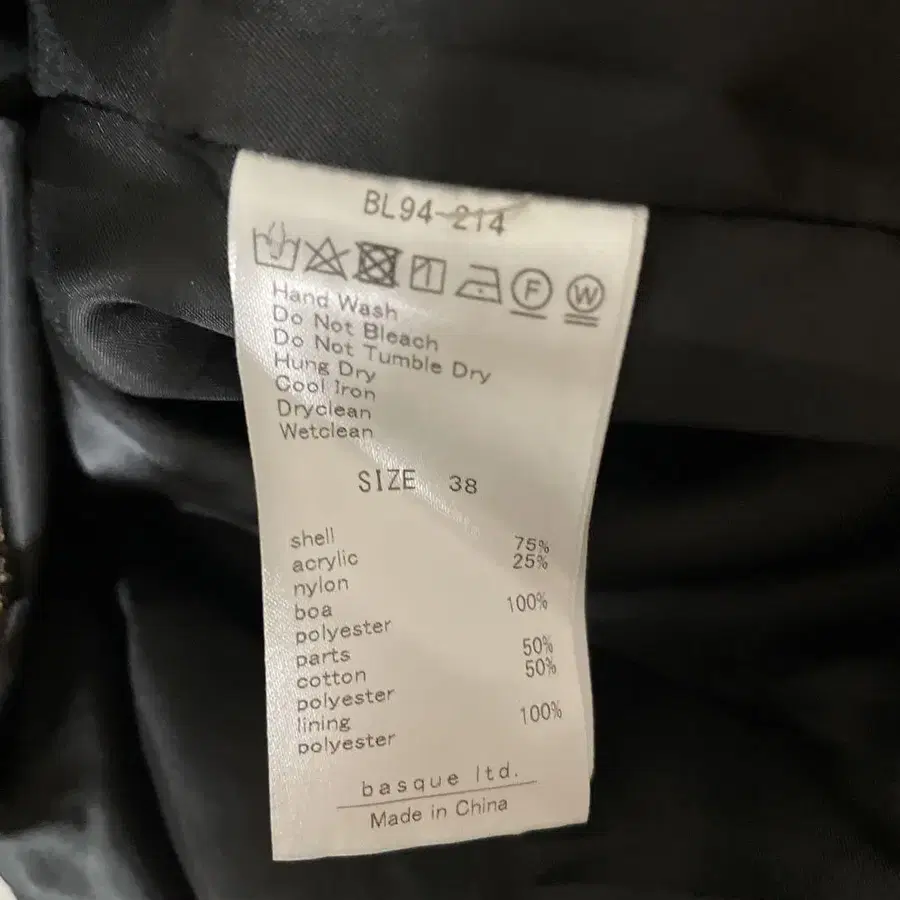 BL94-214
F W
Hand Wash
Do Not Bleach
Do Not Tumble Dry
Hung Dry
Cool Iron
Dryclean
Wetclean
SIZE 38
shell
acrylic 75%
nylon 25%
boa
polyester 100%
parts
cotton 50%
polyester 50%
lining
polyester 100%
basque ltd.
Made in China